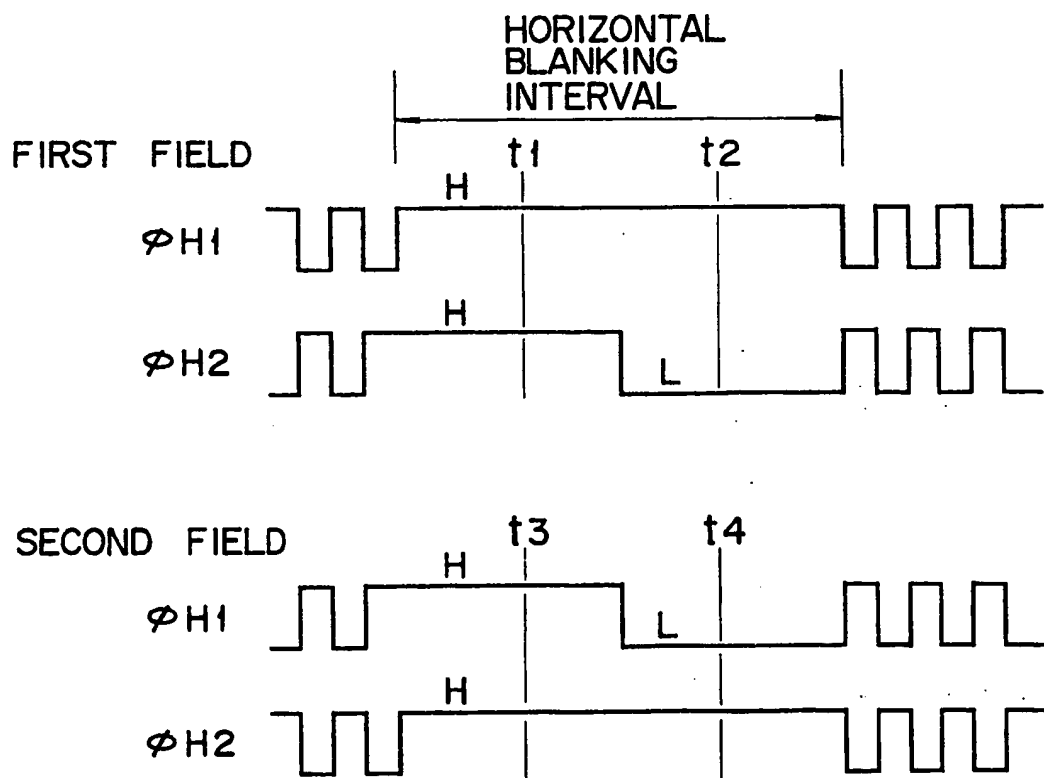 HORIZONTAL
BLANKING
INTERVAL
FIRST FIELD
t1
t2
H
φH1
H
φH2
L
SECOND FIELD
t3
t4
H
φH1
L
H
φH2